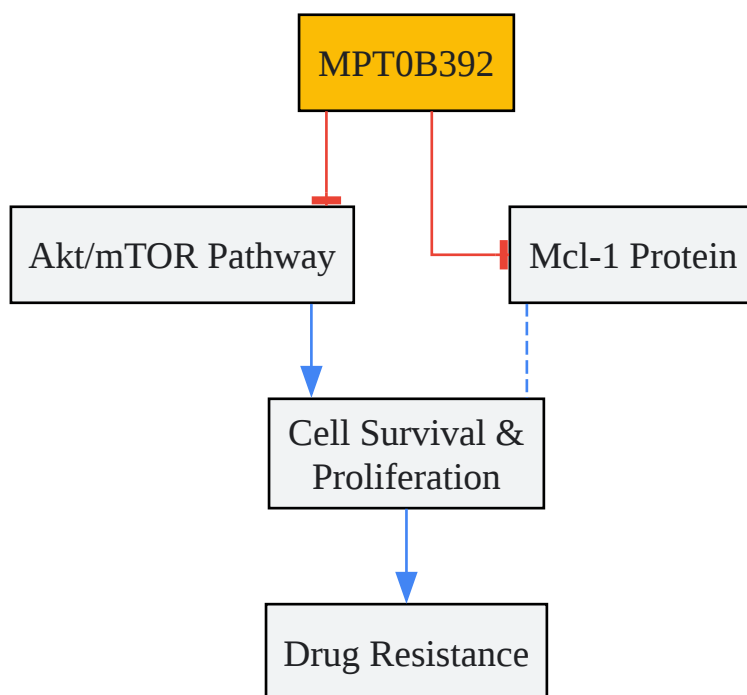 MPT0B392
Akt/mTOR Pathway
Mcl-1 Protein
Cell Survival &
Proliferation
Drug Resistance